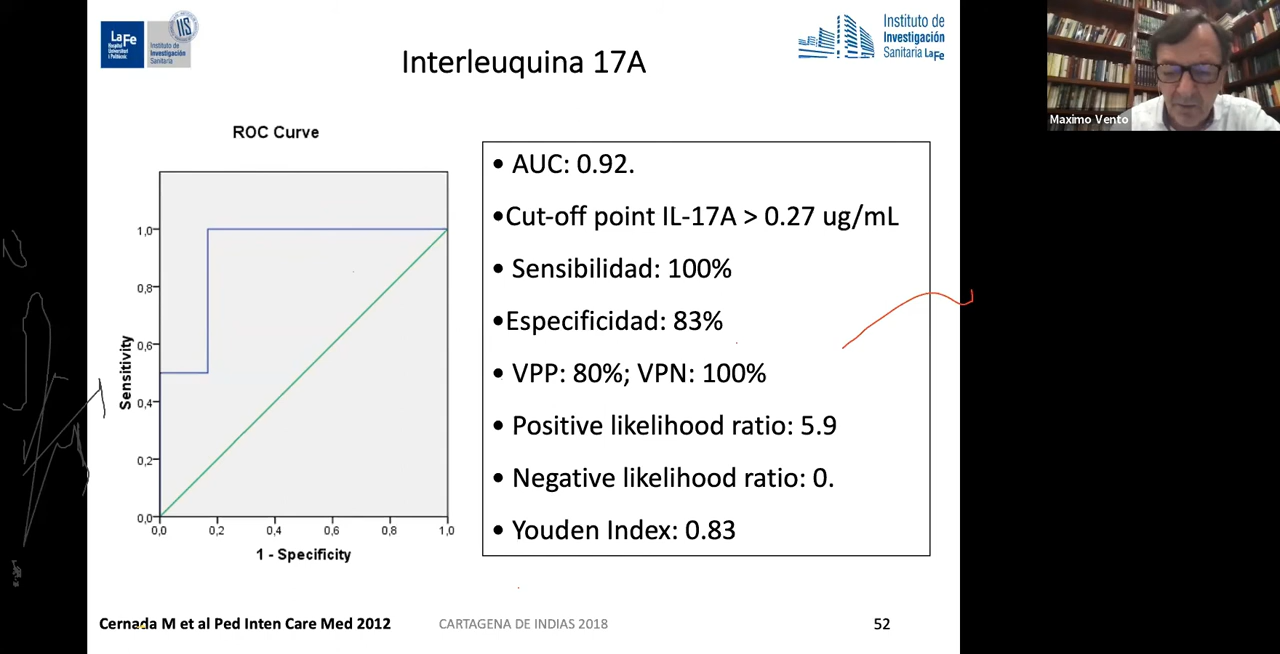 LaFe
Hospital
Universitari
i Politècnic
IIS
Instituto de
Investigación
Sanitaria
Interleuquina 17A
Instituto de
Investigación
Sanitaria LaFe
Maximo Vento
ROC Curve
Sensitivity
1,0
0,8
0,6
0,4
0,2
0,0
0,0 0,2 0,4 0,6 0,8 1,0
1 - Specificity
• AUC: 0.92.
•Cut-off point IL-17A > 0.27 ug/mL
• Sensibilidad: 100%
•Especificidad: 83%
• VPP: 80%; VPN: 100%
• Positive likelihood ratio: 5.9
• Negative likelihood ratio: 0.
• Youden Index: 0.83
Cernada M et al Ped Inten Care Med 2012
CARTAGENA DE INDIAS 2018
52